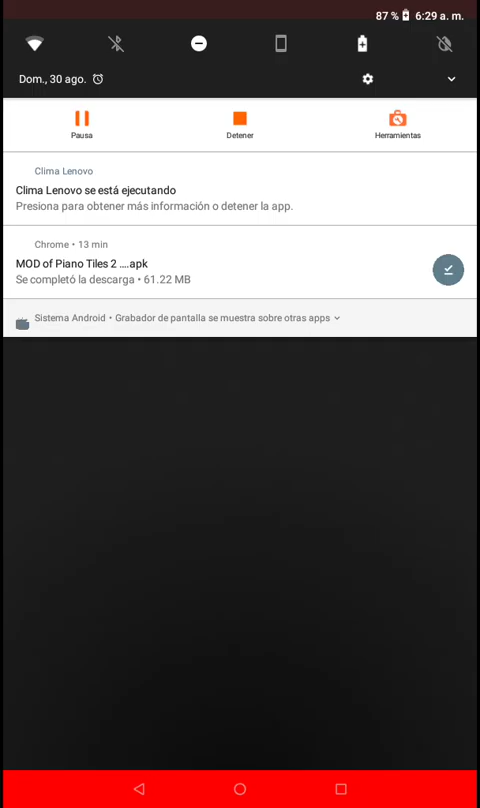 87 % 6:29 a. m.
Dom., 30 ago.
Pausa
Detener
Herramientas
Clima Lenovo
Clima Lenovo se está ejecutando
Presiona para obtener más información o detener la app.
Chrome • 13 min
MOD of Piano Tiles 2 ....apk
Se completó la descarga • 61.22 MB
Sistema Android • Grabador de pantalla se muestra sobre otras apps